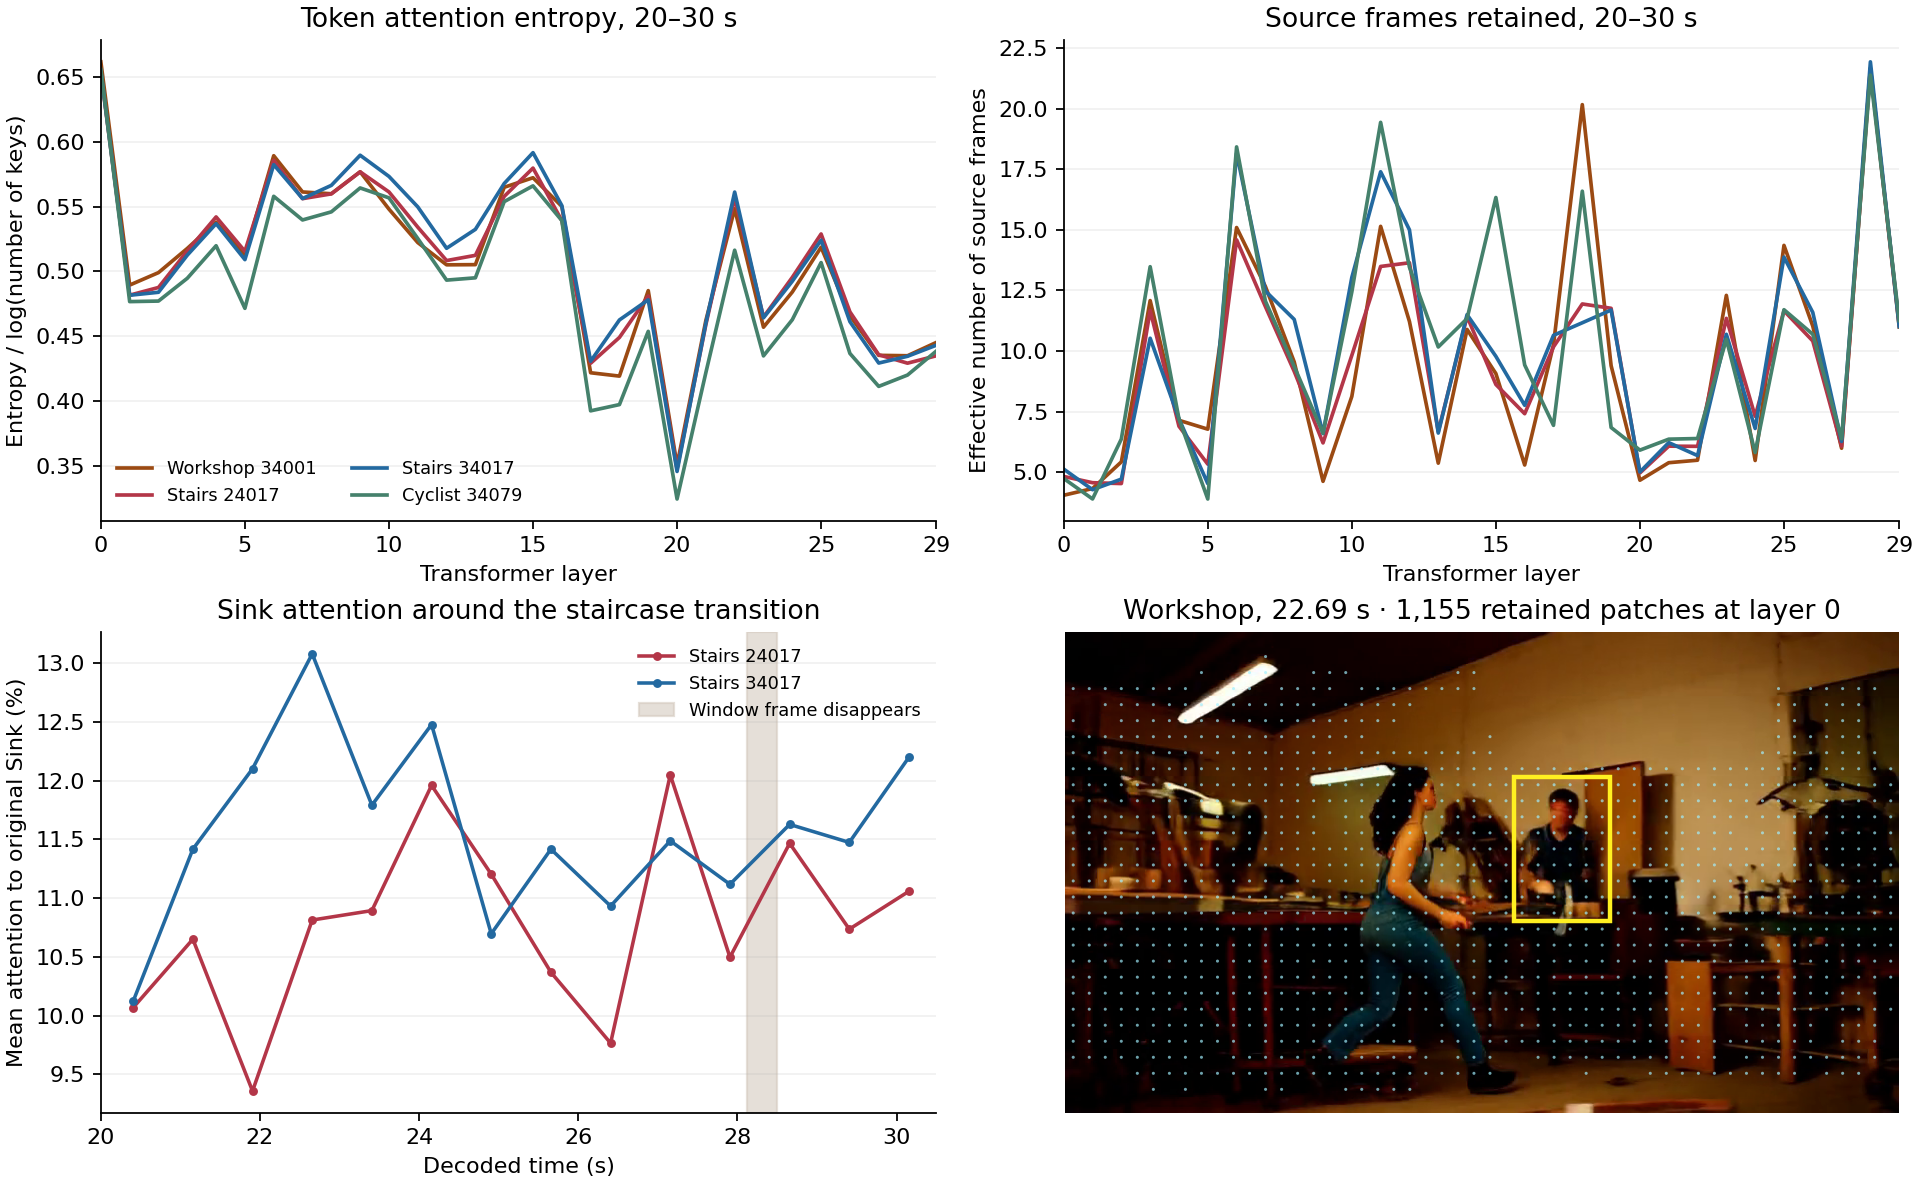 Token attention entropy, 20–30 s
Entropy / log(number of keys)
0.65
0.60
0.55
0.50
0.45
0.40
0.35
Workshop 34001
Stairs 24017
Stairs 34017
Cyclist 34079
0 5 10 15 20 25 29
Transformer layer
Source frames retained, 20–30 s
Effective number of source frames
22.5
20.0
17.5
15.0
12.5
10.0
7.5
5.0
0 5 10 15 20 25 29
Transformer layer
Sink attention around the staircase transition
Mean attention to original Sink (%)
13.0
12.5
12.0
11.5
11.0
10.5
10.0
9.5
Stairs 24017
Stairs 34017
Window frame disappears
20 22 24 26 28 30
Decoded time (s)
Workshop, 22.69 s · 1,155 retained patches at layer 0